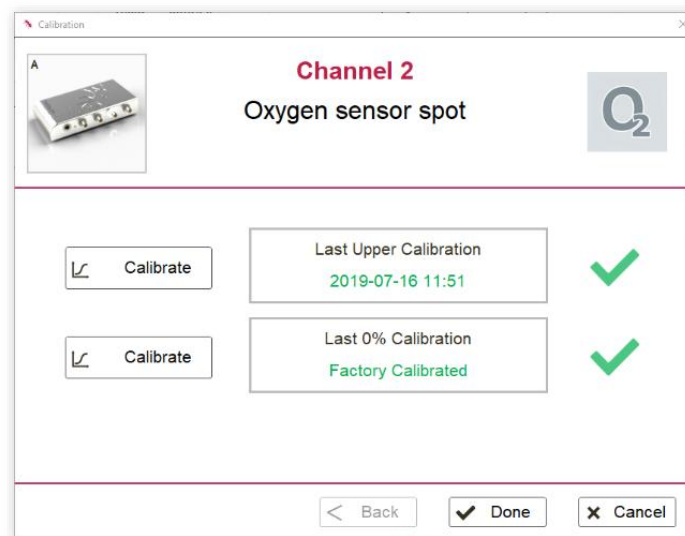 Calibration
A
Channel 2
Oxygen sensor spot
O2
Calibrate
Last Upper Calibration
2019-07-16 11:51
Calibrate
Last 0% Calibration
Factory Calibrated
< Back
Done
Cancel